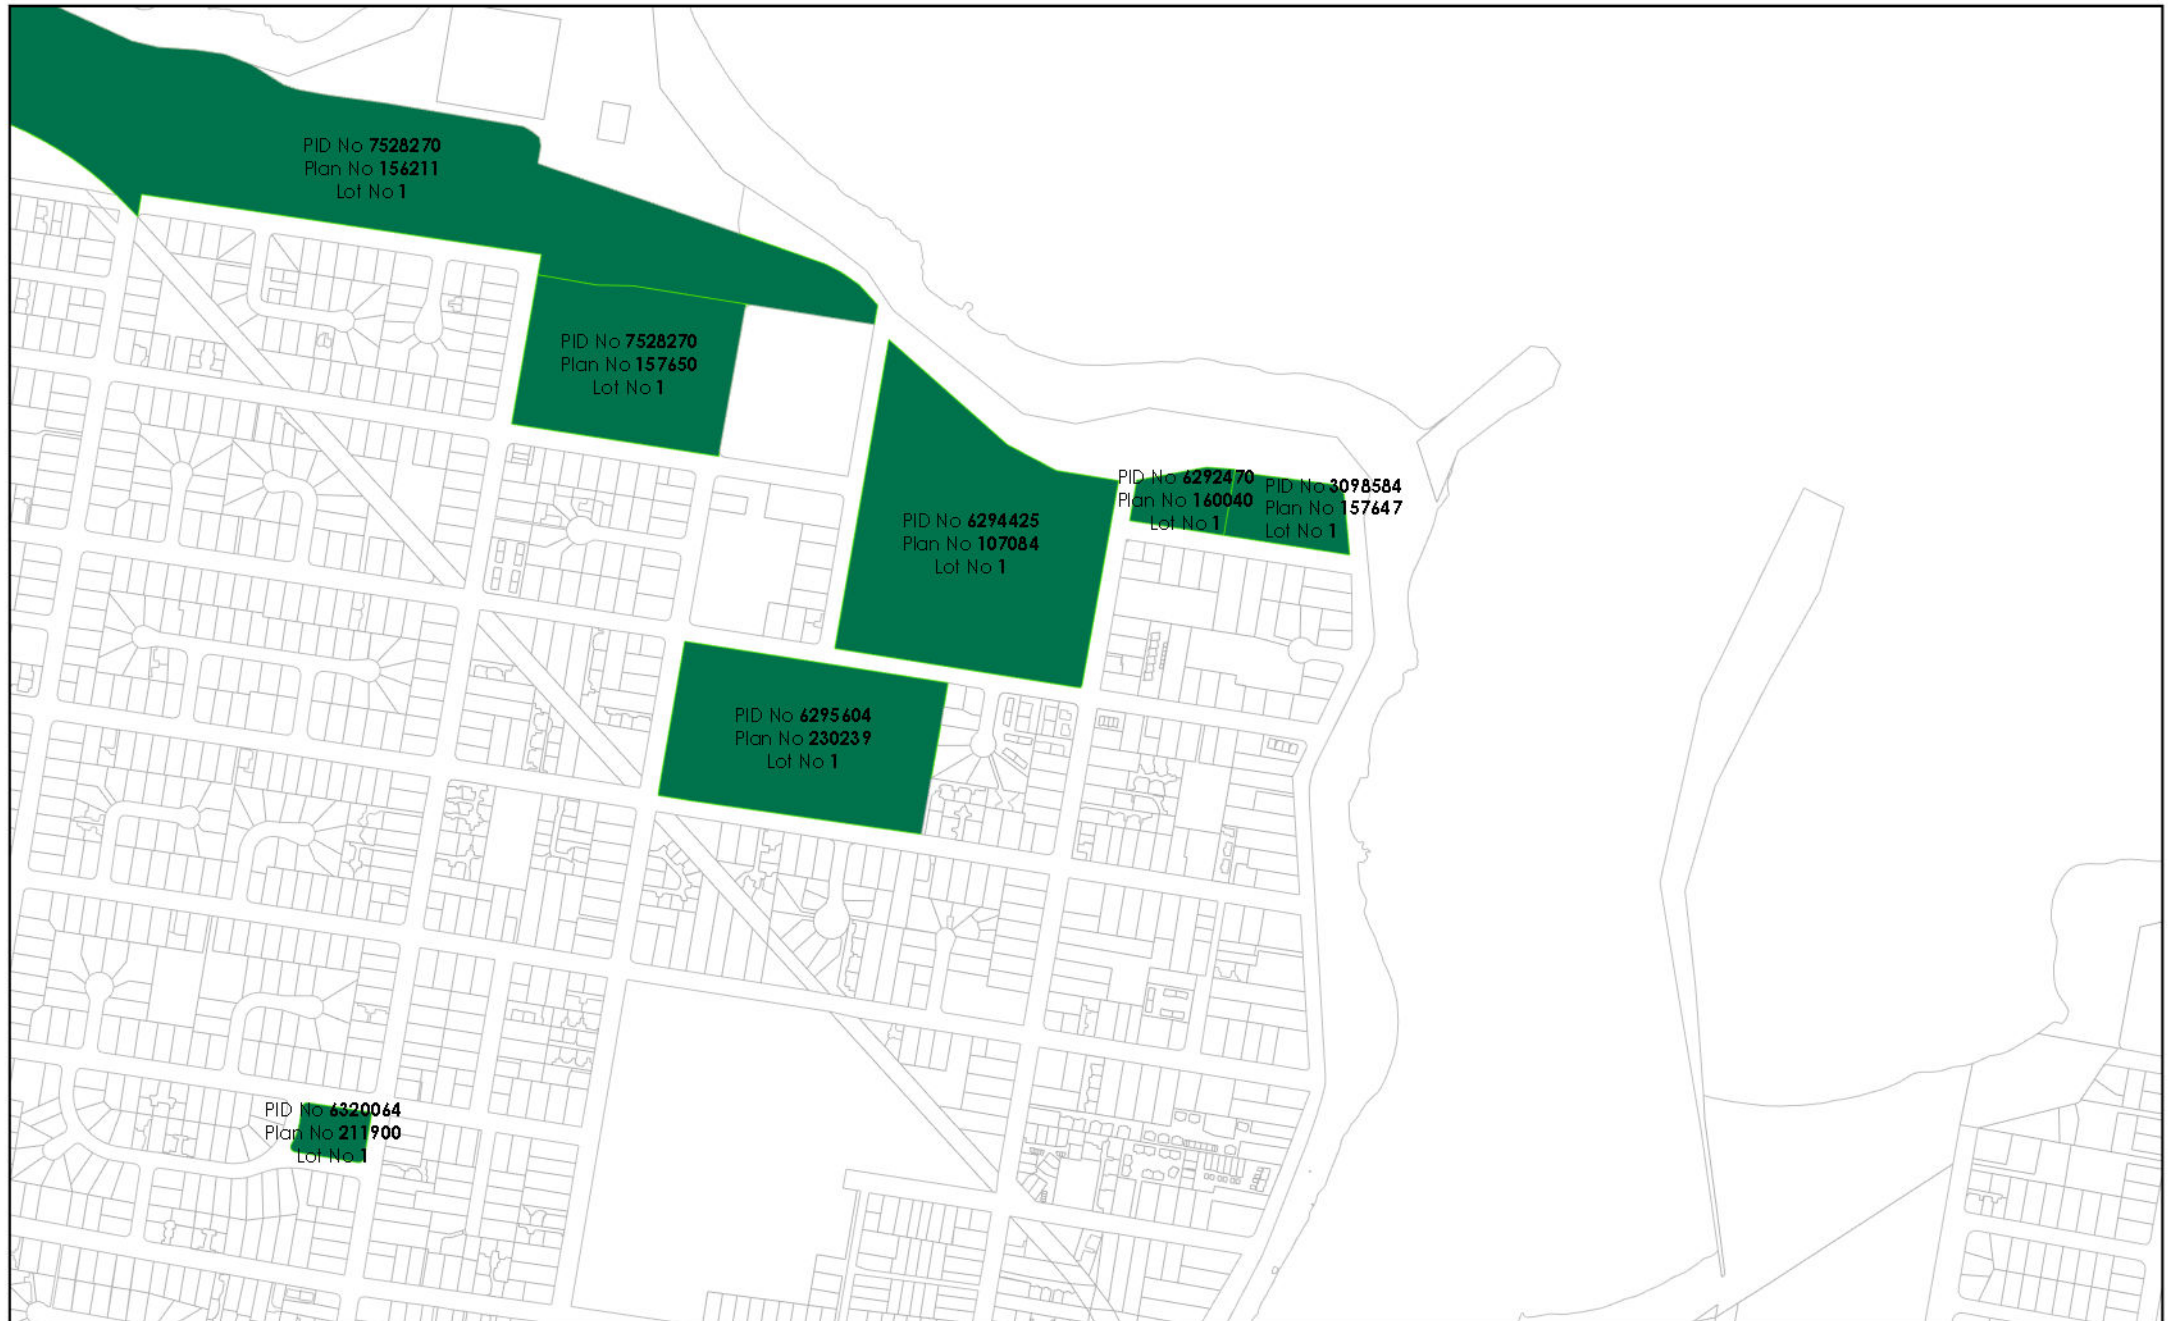 PID No 7528270
Plan No 156211
Lot No 1
PID No 7528270
Plan No 157650
Lot No 1
PID No 6294425
Plan No 107084
Lot No 1
PID No 6292470
Plan No 160040
Lot No 1
PID No 3098584
Plan No 157647
Lot No 1
PID No 6295604
Plan No 230239
Lot No 1
PID No 6320064
Plan No 211900
Lot No 1